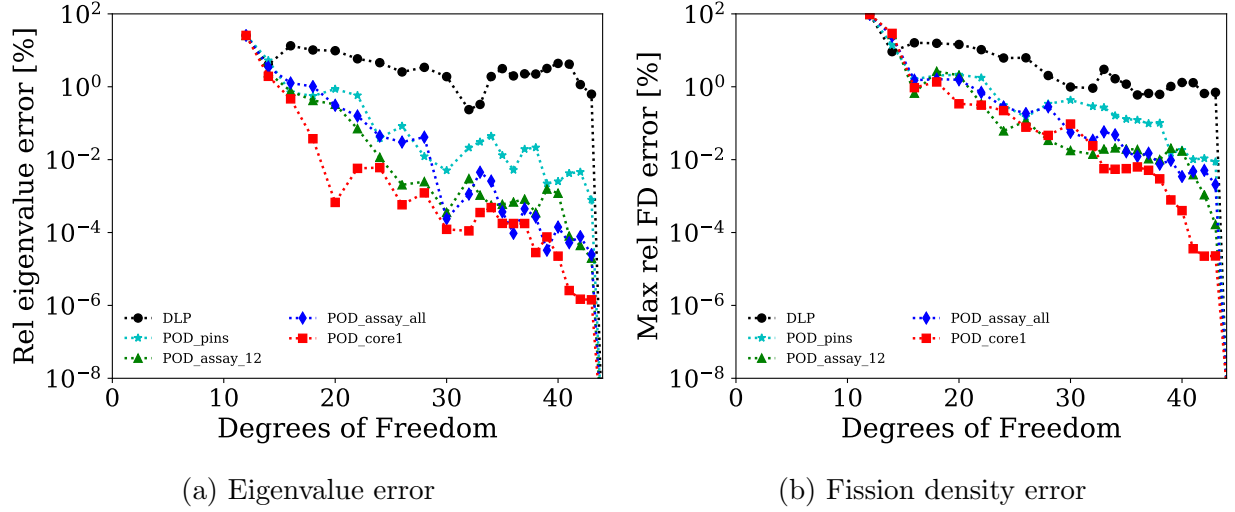 Rel eigenvalue error [%]
10^2
10^0
10^-2
10^-4
10^-6
10^-8
DLP
POD_pins
POD_assay_12
POD_assay_all
POD_core1
0 10 20 30 40
Degrees of Freedom
(a) Eigenvalue error
Max rel FD error [%]
10^2
10^0
10^-2
10^-4
10^-6
10^-8
DLP
POD_pins
POD_assay_12
POD_assay_all
POD_core1
0 10 20 30 40
Degrees of Freedom
(b) Fission density error